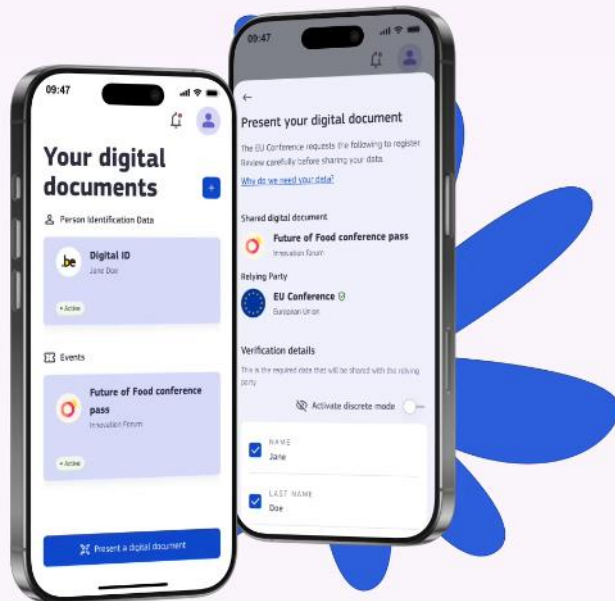 09:47
Your digital
documents
+
Person Identification Data
.be
Digital ID
Jane Doe
Active
Events
Future of Food conference
pass
Innovation Forum
Active
Present a digital document
09:47
←
Present your digital document
The EU Conference requests the following to register
Review carefully before sharing your data.
Why do we need your data?
Shared digital document
Future of Food conference pass
Innovation Forum
Relying Party
EU Conference
European Union
Verification details
This is the required data that will be shared with the relying
party
Activate discrete mode
NAME
Jane
LAST NAME
Doe